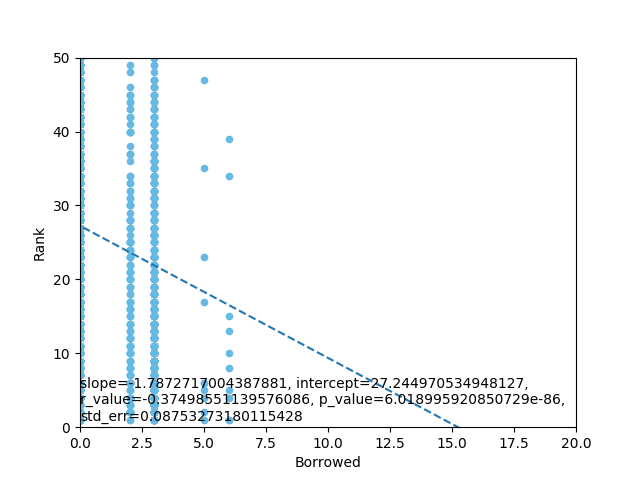 50
40
30
20
10
0
Rank
slope=-1.7872717004387881, intercept=27.244970534948127,
r_value=-0.37498551139576086, p_value=6.018995920850729e-86,
std_err=0.08753273180115428
0.0 2.5 5.0 7.5 10.0 12.5 15.0 17.5 20.0
Borrowed